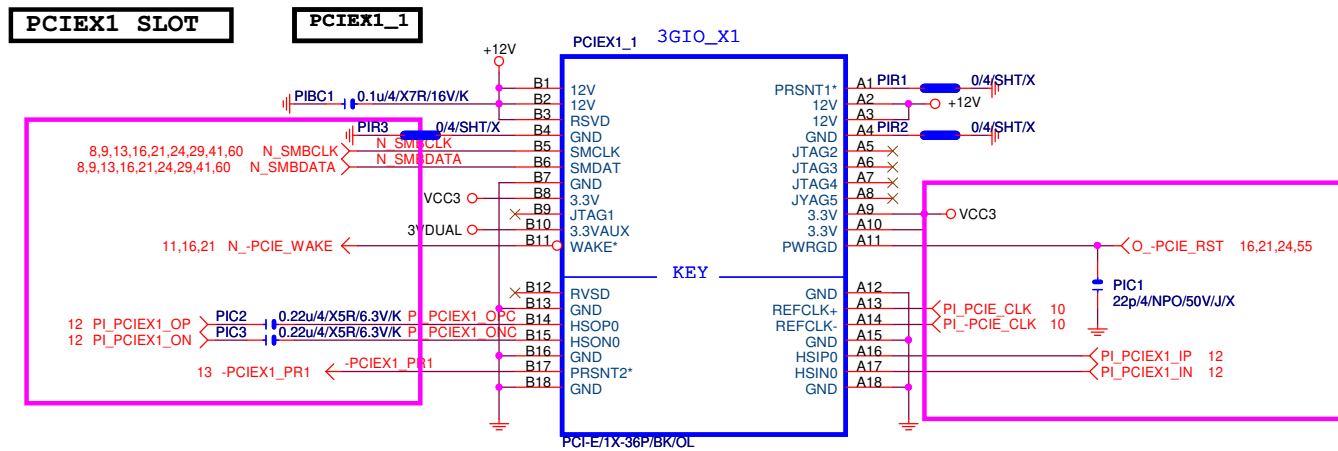 PCIEX1 SLOT
PCIEX1_1
PCIEX1_1 3GIO_X1
+12V
PIBC1 0.1u/4/X7R/16V/K
B1 12V
B2 12V
B3 RSVD
PIR3 0/4/SHT/X
B4 GND
8,9,13,16,21,24,29,41,60 N_SMBCLK N_SMBCLK B5 SMCLK
8,9,13,16,21,24,29,41,60 N_SMBDATA N_SMBDATA B6 SMDAT
B7 GND
VCC3 B8 3.3V
B9 JTAG1
3VDUAL B10 3.3VAUX
11,16,21 N_-PCIE_WAKE B11 WAKE*
KEY
B12 RVSD
B13 GND
12 PI_PCIEX1_OP PIC2 0.22u/4/X5R/6.3V/K PI_PCIEX1_OPC B14 HSOP0
12 PI_PCIEX1_ON PIC3 0.22u/4/X5R/6.3V/K PI_PCIEX1_ONC B15 HSON0
B16 GND
13 -PCIEX1_PR1 -PCIEX1_PR1 B17 PRSNT2*
B18 GND
PRSNT1* A1 PIR1 0/4/SHT/X
12V A2 +12V
12V A3
GND A4 PIR2 0/4/SHT/X
JTAG2 A5
JTAG3 A6
JTAG4 A7
JYAG5 A8
3.3V A9 VCC3
3.3V A10
PWRGD A11 O_-PCIE_RST 16,21,24,55
PIC1
22p/4/NPO/50V/J/X
GND A12
REFCLK+ A13 PI_PCIE_CLK 10
REFCLK- A14 PI_-PCIE_CLK 10
GND A15
HSIP0 A16 PI_PCIEX1_IP 12
HSIN0 A17 PI_PCIEX1_IN 12
GND A18
PCI-E/1X-36P/BK/OL